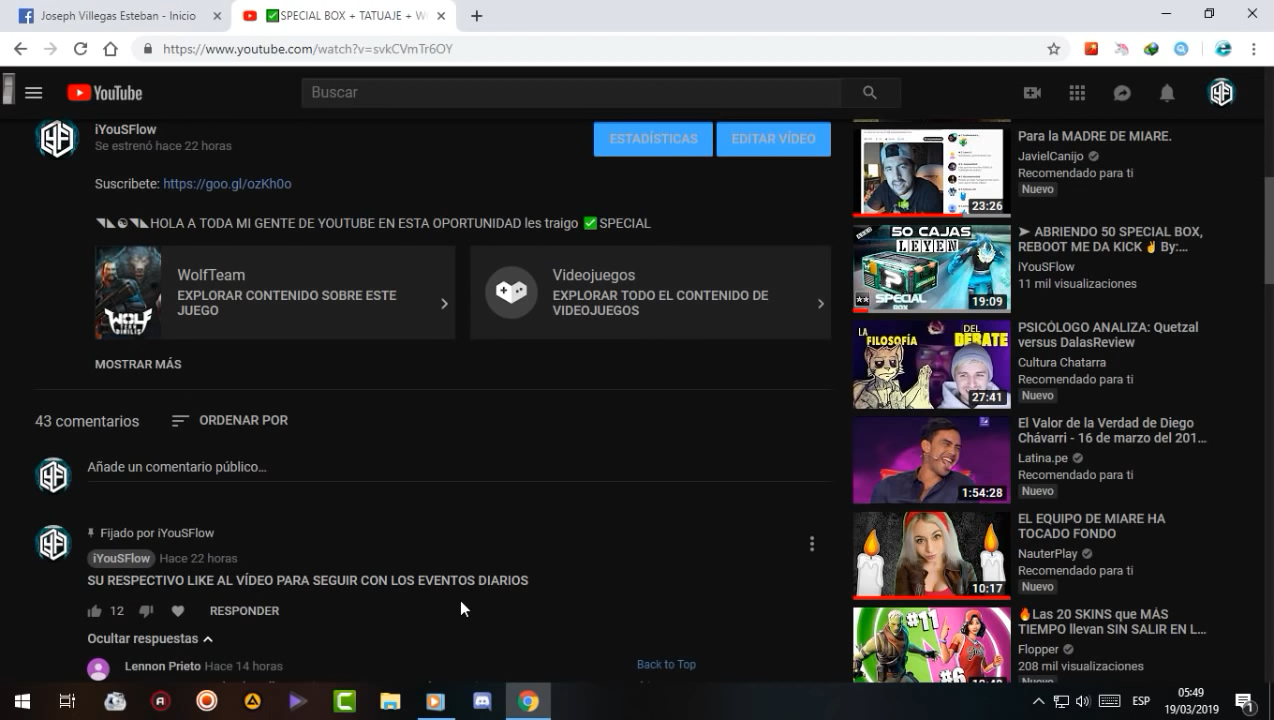 Joseph Villegas Esteban - Inicio
✅SPECIAL BOX + TATUAJE + W
https://www.youtube.com/watch?v=svkCVmTr6OY
YouTube
Buscar
iYouSFlow
Se estrenó hace 22 horas
ESTADÍSTICAS
EDITAR VÍDEO
Suscribete: https://goo.gl/ozKh0o
◥◣☯◥◣HOLA A TODA MI GENTE DE YOUTUBE EN ESTA OPORTUNIDAD les traigo ✅SPECIAL
WolfTeam
EXPLORAR CONTENIDO SOBRE ESTE
JUEGO
Videojuegos
EXPLORAR TODO EL CONTENIDO DE
VIDEOJUEGOS
MOSTRAR MÁS
43 comentarios
ORDENAR POR
Añade un comentario público...
Fijado por iYouSFlow
iYouSFlow Hace 22 horas
SU RESPECTIVO LIKE AL VÍDEO PARA SEGUIR CON LOS EVENTOS DIARIOS
12
RESPONDER
Ocultar respuestas
Lennon Prieto Hace 14 horas
Back to Top
23:26
Para la MADRE DE MIARE.
JavielCanijo
Recomendado para ti
Nuevo
50 CAJAS
LEYEN
SPECIAL
BOX
19:09
➤ ABRIENDO 50 SPECIAL BOX,
REBOOT ME DA KICK ✌ By:...
iYouSFlow
11 mil visualizaciones
LA
FILOSOFÍA
DEL
DEBATE
27:41
PSICÓLOGO ANALIZA: Quetzal
versus DalasReview
Cultura Chatarra
Recomendado para ti
Nuevo
1:54:28
El Valor de la Verdad de Diego
Chávarri - 16 de marzo del 201...
Latina.pe
Recomendado para ti
Nuevo
10:17
EL EQUIPO DE MIARE HA
TOCADO FONDO
NauterPlay
Recomendado para ti
Nuevo
#11
#6
🔥Las 20 SKINS que MÁS
TIEMPO llevan SIN SALIR EN L...
Flopper
208 mil visualizaciones
ESP
05:49
19/03/2019